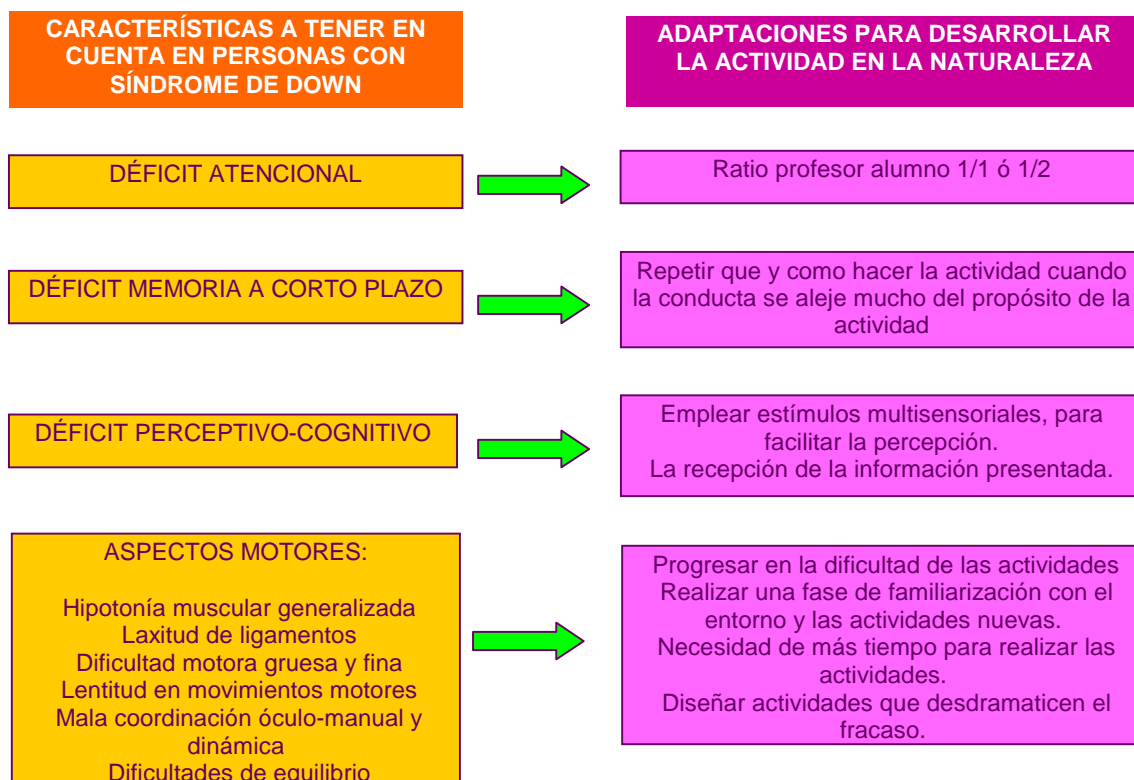 CARACTERÍSTICAS A TENER EN
CUENTA EN PERSONAS CON
SÍNDROME DE DOWN
ADAPTACIONES PARA DESARROLLAR
LA ACTIVIDAD EN LA NATURALEZA
DÉFICIT ATENCIONAL
Ratio profesor alumno 1/1 ó 1/2
DÉFICIT MEMORIA A CORTO PLAZO
Repetir que y como hacer la actividad cuando
la conducta se aleje mucho del propósito de la
actividad
DÉFICIT PERCEPTIVO-COGNITIVO
Emplear estímulos multisensoriales, para
facilitar la percepción.
La recepción de la información presentada.
ASPECTOS MOTORES:
Hipotonía muscular generalizada
Laxitud de ligamentos
Dificultad motora gruesa y fina
Lentitud en movimientos motores
Mala coordinación óculo-manual y
dinámica
Dificultades de equilibrio
Progresar en la dificultad de las actividades
Realizar una fase de familiarización con el
entorno y las actividades nuevas.
Necesidad de más tiempo para realizar las
actividades.
Diseñar actividades que desdramaticen el
fracaso.